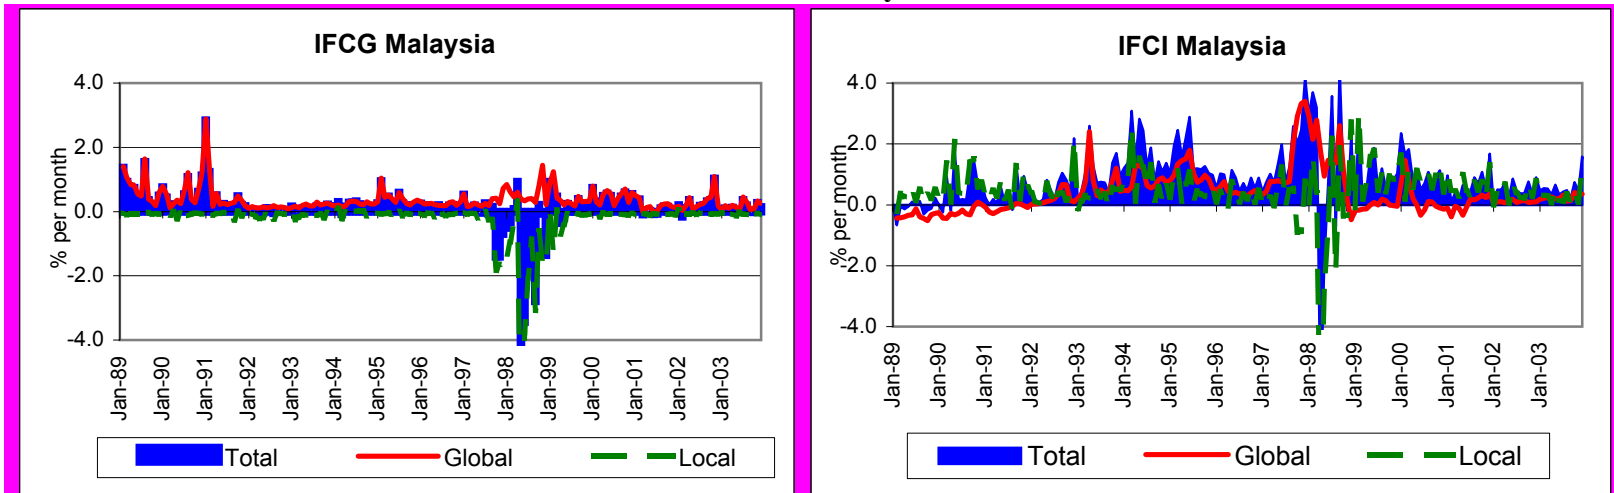 IFCG Malaysia
4.0
2.0
0.0
-2.0
-4.0
% per month
Jan-89
Jan-90
Jan-91
Jan-92
Jan-93
Jan-94
Jan-95
Jan-96
Jan-97
Jan-98
Jan-99
Jan-00
Jan-01
Jan-02
Jan-03
Total
Global
Local
IFCI Malaysia
4.0
2.0
0.0
-2.0
-4.0
% per month
Jan-89
Jan-90
Jan-91
Jan-92
Jan-93
Jan-94
Jan-95
Jan-96
Jan-97
Jan-98
Jan-99
Jan-00
Jan-01
Jan-02
Jan-03
Total
Global
Local